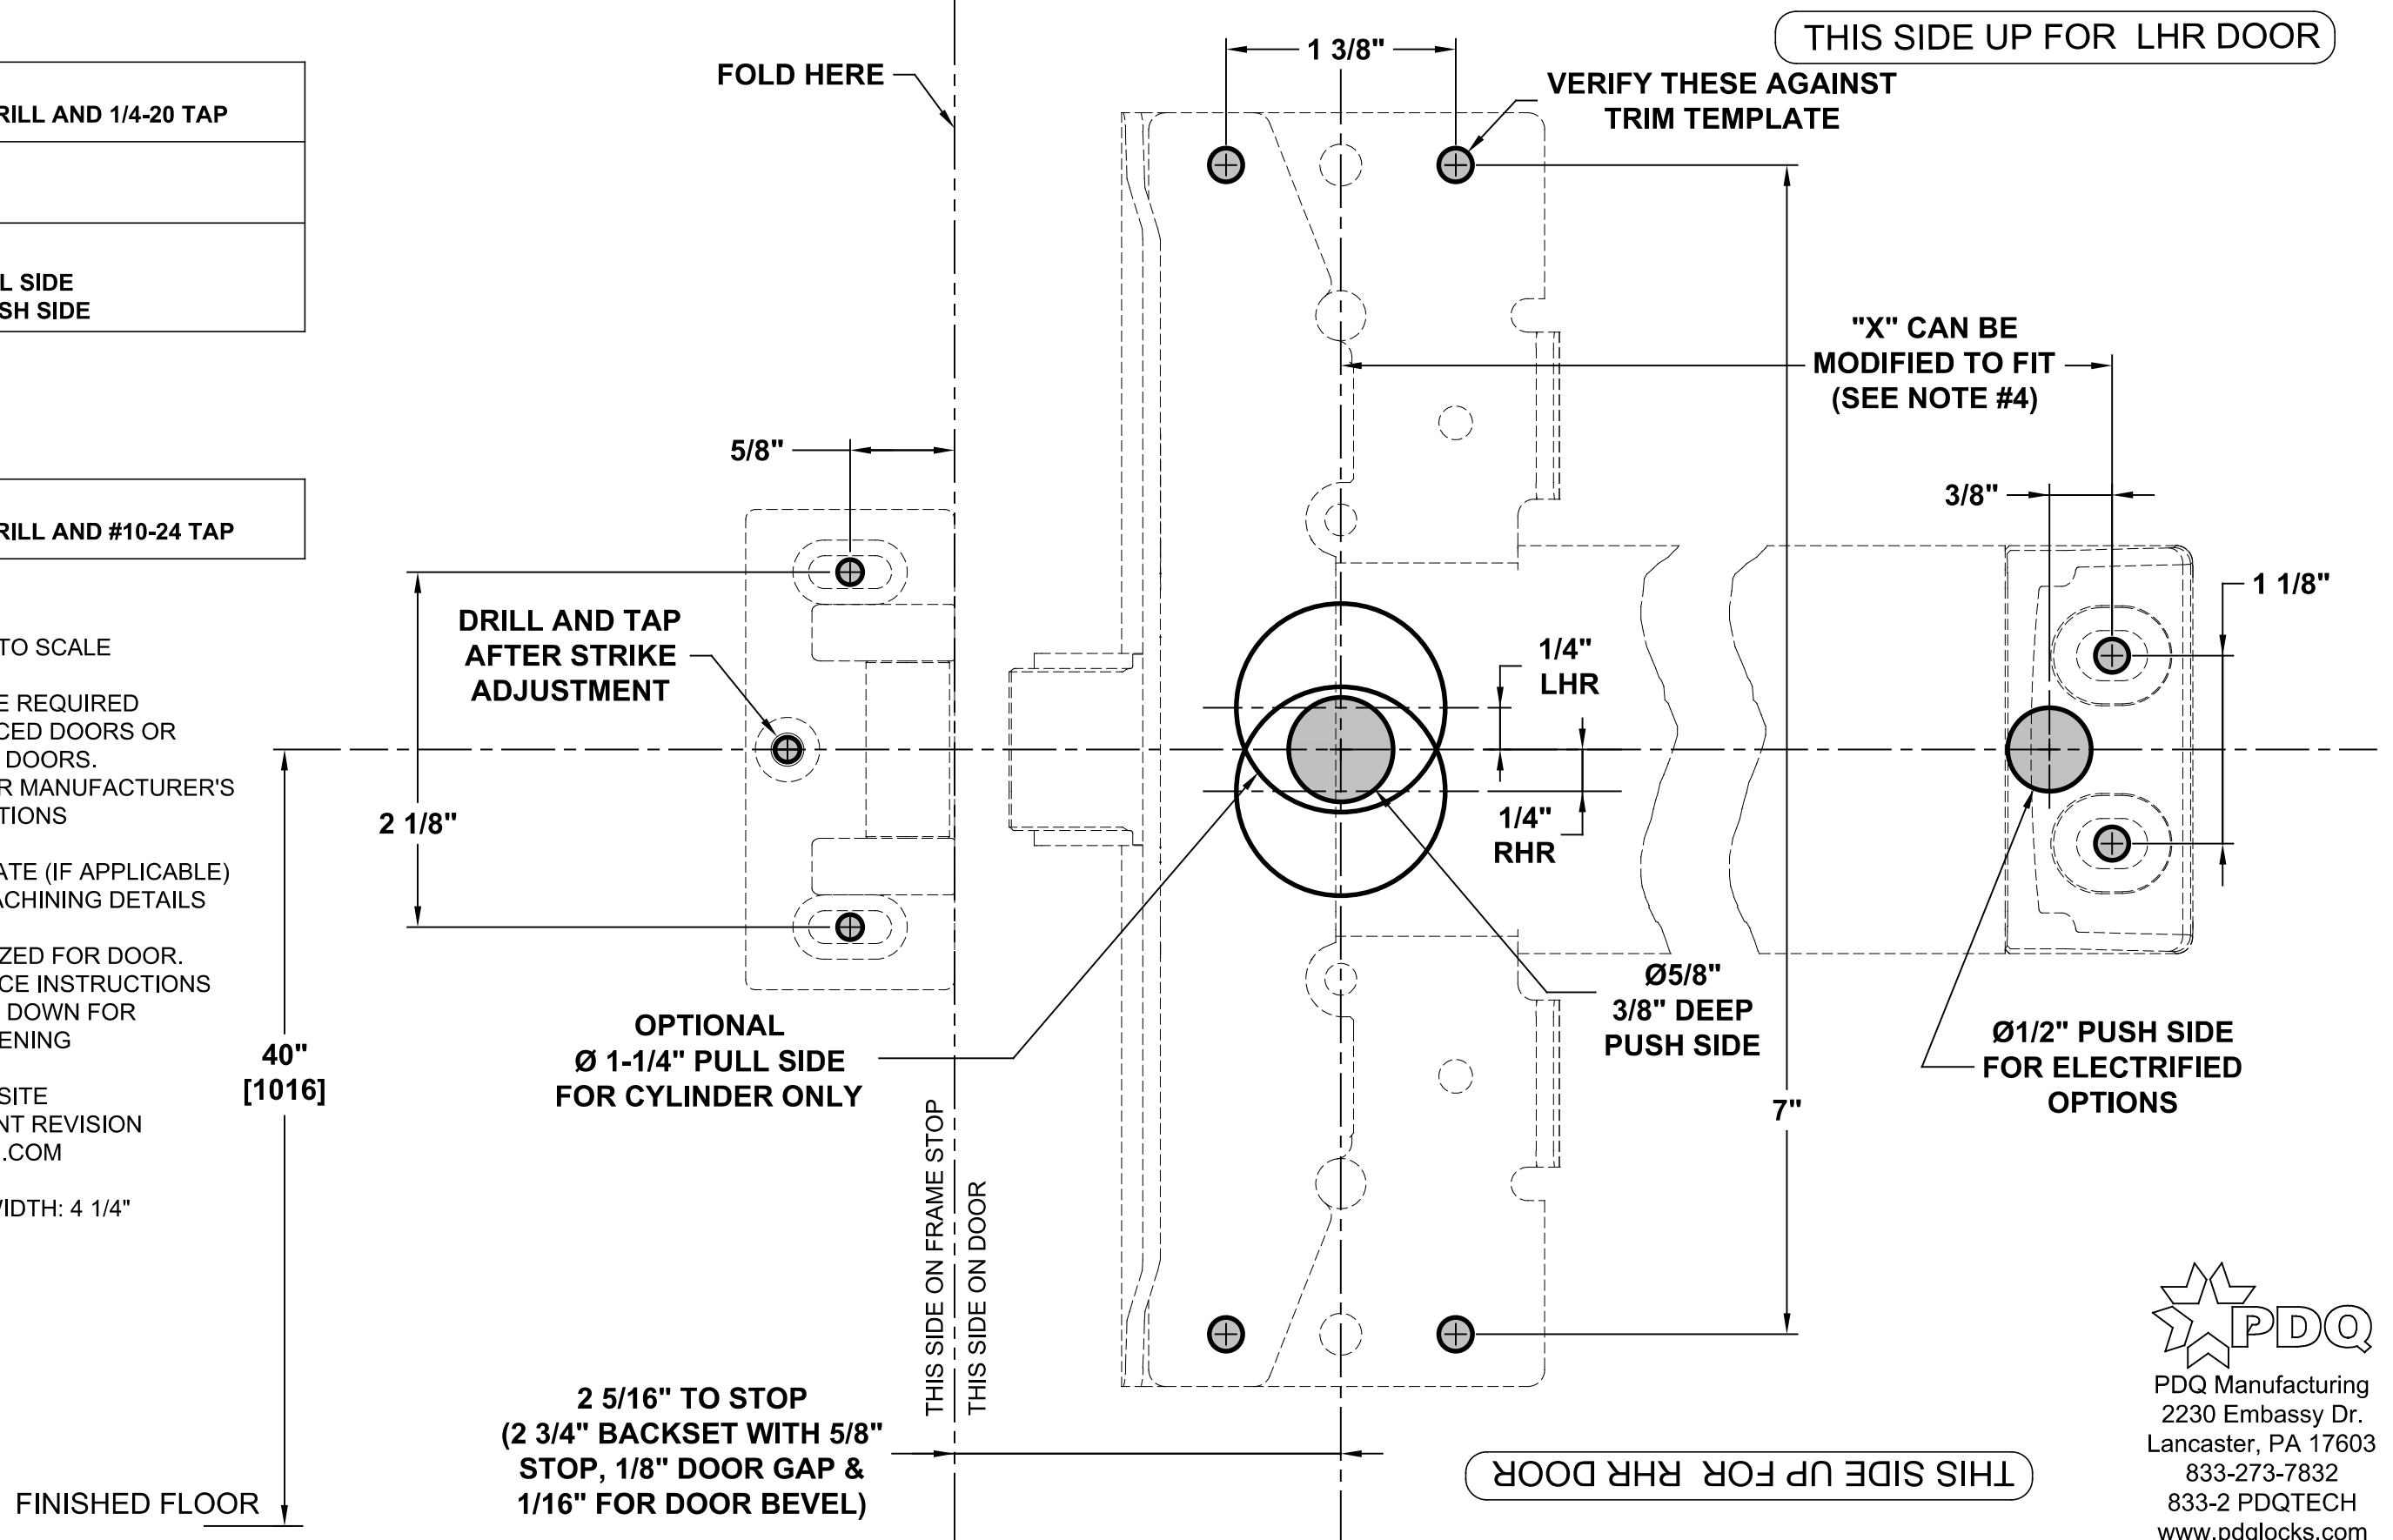 THIS SIDE UP FOR LHR DOOR
RILL AND 1/4-20 TAP
L SIDE
SH SIDE
RILL AND #10-24 TAP
TO SCALE
E REQUIRED
CED DOORS OR
DOORS.
R MANUFACTURER'S
TIONS
ATE (IF APPLICABLE)
ACHINING DETAILS
ZED FOR DOOR.
CE INSTRUCTIONS
DOWN FOR
ENING
SITE
NT REVISION
.COM
WIDTH: 4 1/4"
40"
[1016]
FINISHED FLOOR
FOLD HERE
1 3/8"
VERIFY THESE AGAINST
TRIM TEMPLATE
"X" CAN BE
MODIFIED TO FIT
(SEE NOTE #4)
5/8"
3/8"
1 1/8"
DRILL AND TAP
AFTER STRIKE
ADJUSTMENT
2 1/8"
1/4"
LHR
1/4"
RHR
OPTIONAL
Ø 1-1/4" PULL SIDE
FOR CYLINDER ONLY
Ø5/8"
3/8" DEEP
PUSH SIDE
Ø1/2" PUSH SIDE
FOR ELECTRIFIED
OPTIONS
7"
THIS SIDE ON FRAME STOP
THIS SIDE ON DOOR
2 5/16" TO STOP
(2 3/4" BACKSET WITH 5/8"
STOP, 1/8" DOOR GAP &
1/16" FOR DOOR BEVEL)
THIS SIDE UP FOR RHR DOOR
PDQ
PDQ Manufacturing
2230 Embassy Dr.
Lancaster, PA 17603
833-273-7832
833-2 PDQTECH
www.pdqlocks.com